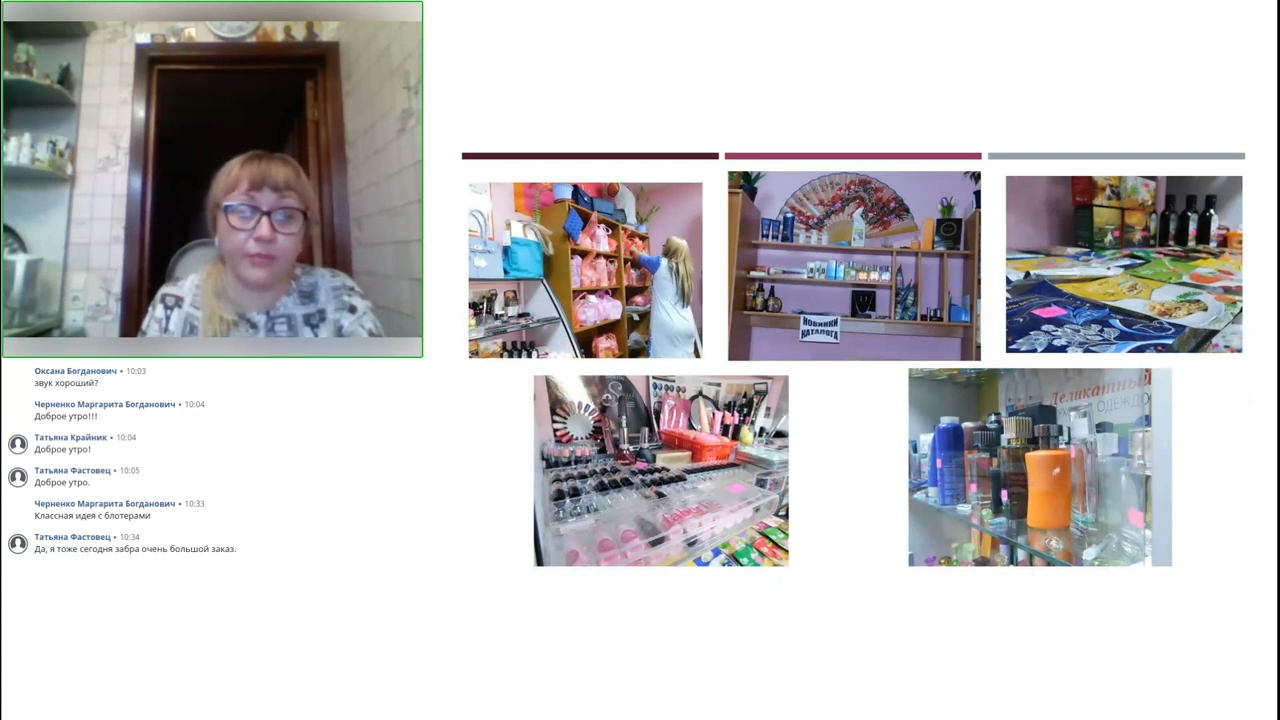 Оксана Богданович • 10:03
звук хороший?
Черненко Маргарита Богданович • 10:04
Доброе утро!!!
Татьяна Крайник • 10:04
Доброе утро!
Татьяна Фастовец • 10:05
Доброе утро.
Черненко Маргарита Богданович • 10:33
Классная идея с блотерами
Татьяна Фастовец • 10:34
Да, я тоже сегодня забра очень большой заказ.
НОВИНКИ
КАТАЛОГА
Деликатный
ОДЕЖДО